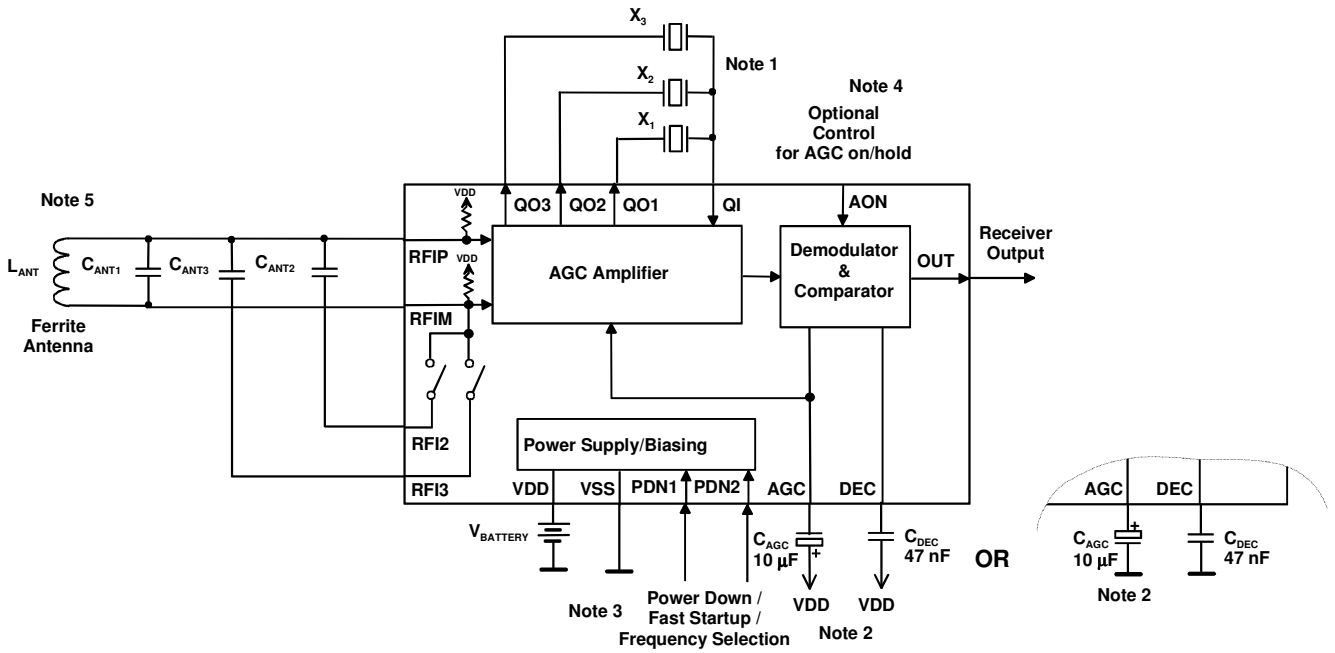 X3
Note 1
X2
X1
Note 4
Optional
Control
for AGC on/hold
Note 5
VDD
QO3
QO2
QO1
QI
AON
LANT
CANT1
CANT3
CANT2
RFIP
VDD
AGC Amplifier
Demodulator
&
Comparator
OUT
Receiver
Output
Ferrite
Antenna
RFIM
RFI2
RFI3
Power Supply/Biasing
VDD
VSS
PDN1
PDN2
AGC
DEC
VBATTERY
CAGC
10 µF
+
CDEC
47 nF
VDD
VDD
Note 2
Note 3
Power Down /
Fast Startup /
Frequency Selection
OR
AGC
DEC
CAGC
10 µF
+
CDEC
47 nF
Note 2